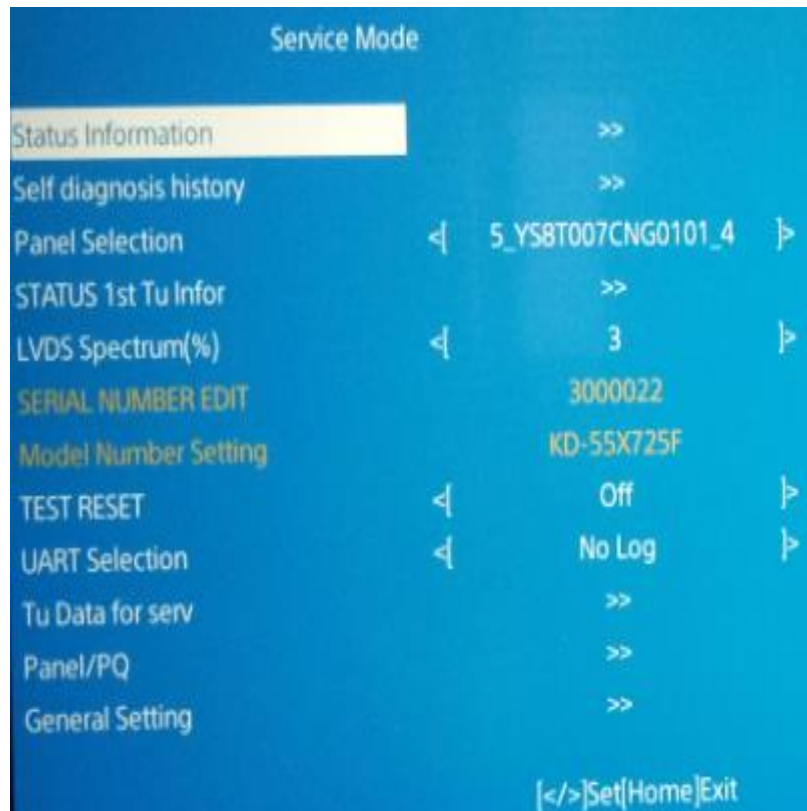 Service Mode
Status Information >>
Self diagnosis history >>
Panel Selection <[ 5_YS8T007CNG0101_4 ]>
STATUS 1st Tu Infor >>
LVDS Spectrum(%) <[ 3 ]>
SERIAL NUMBER EDIT 3000022
Model Number Setting KD-55X725F
TEST RESET <[ Off ]>
UART Selection <[ No Log ]>
Tu Data for serv >>
Panel/PQ >>
General Setting >>
[</>]Set[Home]Exit